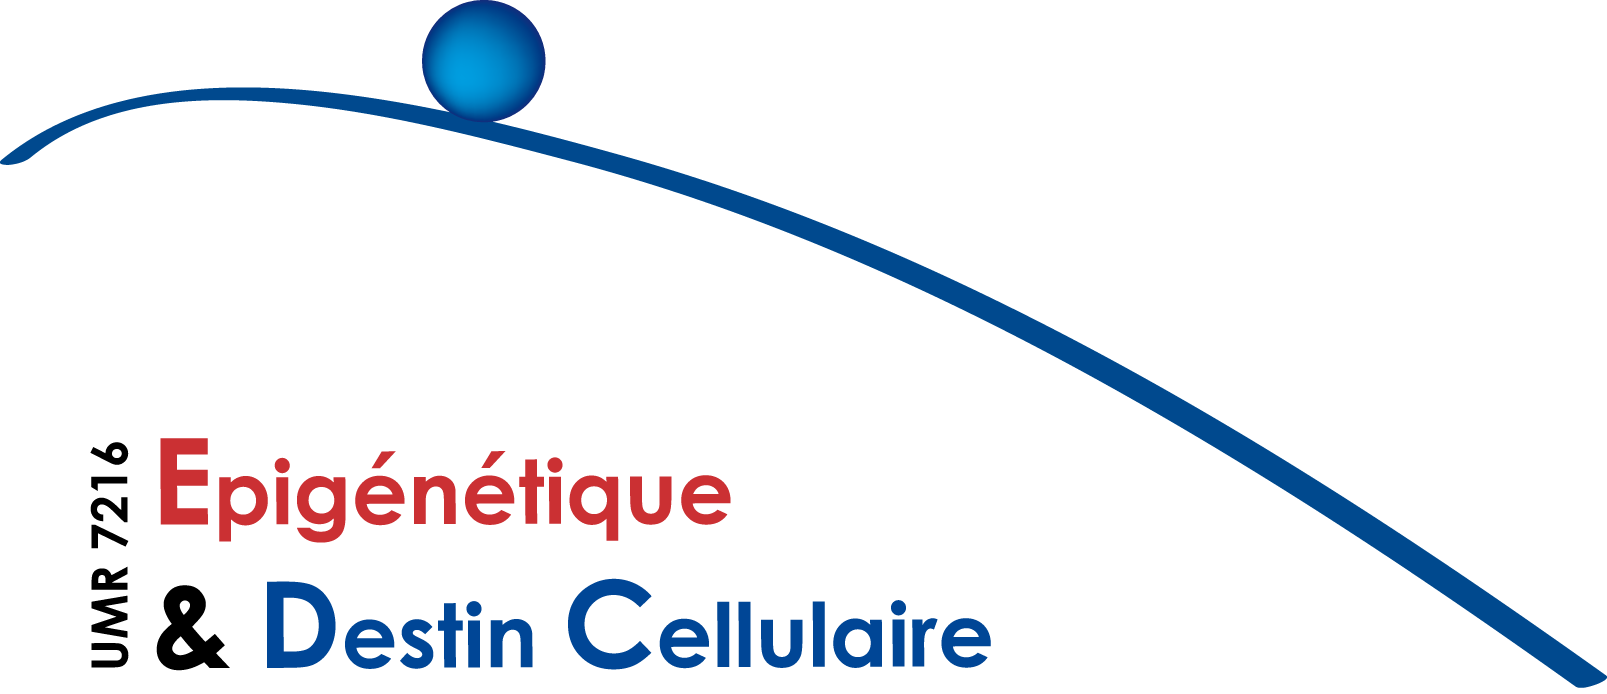 UMR 7216
Epigénétique
& Destin Cellulaire